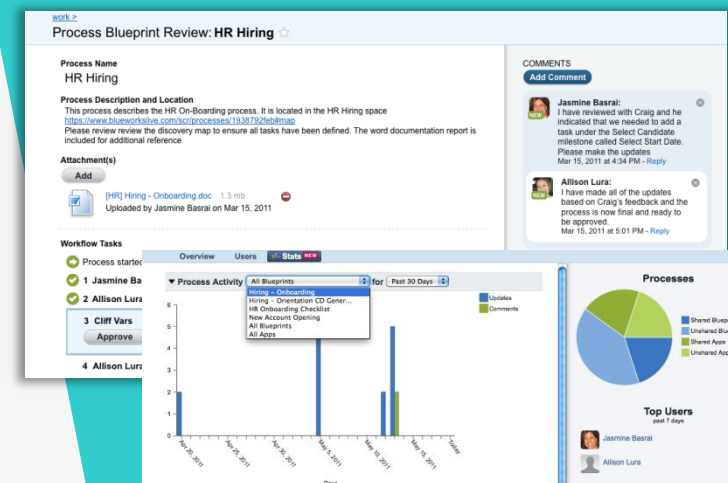 work >
Process Blueprint Review: HR Hiring
Process Name
HR Hiring
Process Description and Location
This process describes the HR On-Boarding process. It is located in the HR Hiring space
https://www.blueworkslive.com/scr/processes/1938792feb#map
Please review review the discovery map to ensure all tasks have been defined. The word documentation report is
included for additional reference
Attachment(s)
Add
[HR] Hiring - Onboarding.doc 1.3 mb
Uploaded by Jasmine Basrai on Mar 15, 2011
Workflow Tasks
Process started
1 Jasmine Ba
2 Allison Lura
3 Cliff Vars
Approve
4 Allison Lura
COMMENTS
Add Comment
NEW
Jasmine Basrai:
I have reviewed with Craig and he
indicated that we needed to add a
task under the Select Candidate
milestone called Select Start Date.
Please make the updates
Mar 15, 2011 at 4:34 PM - Reply
NEW
Allison Lura:
I have made all of the updates
based on Craig's feedback and the
process is now final and ready to
be approved.
Mar 15, 2011 at 5:01 PM - Reply
Overview Users Stats NEW
Process Activity All Blueprints for Past 30 Days
Hiring - Onboarding
Hiring - Orientation CD Gener...
HR Onboarding Checklist
New Account Opening
All Blueprints
All Apps
Updates
Comments
6
5
4
3
2
1
0
Apr 20, 2011
Apr 25, 2011
Apr 30, 2011
May 5, 2011
May 10, 2011
May 15, 2011
Today
Days
Processes
Shared Bluep
Unshared Blu
Shared Apps
Unshared App
Top Users
past 7 days
Jasmine Basrai
Allison Lura